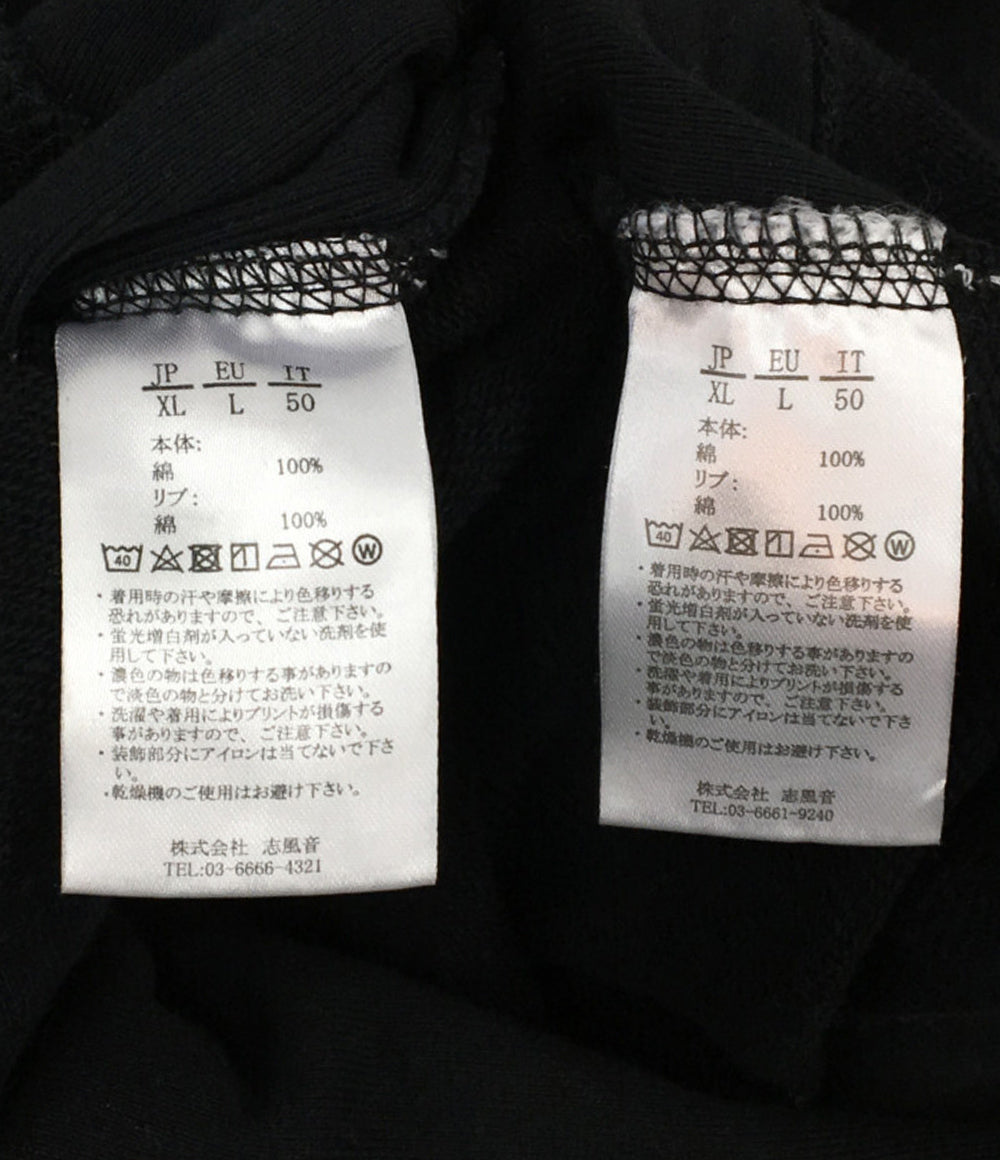 JP EU IT
XL L 50
本体:
綿 100%
リブ:
綿 100%
40 W
・着用時の汗や摩擦により色移りする
恐れがありますので、ご注意下さい。
・蛍光増白剤が入っていない洗剤を使
用して下さい。
・濃色の物は色移りする事があります
ので淡色の物と分けてお洗い下さい。
・洗濯や着用によりプリントが損傷する
事がありますので、ご注意下さい。
・装飾部分にアイロンは当てないで下さ
い。
・乾燥機のご使用はお避け下さい。
株式会社 志風音
TEL:03-6666-4321
JP EU IT
XL L 50
本体:
綿 100%
リブ:
綿 100%
40 W
・着用時の汗や摩擦により色移りする
恐れがありますので、ご注意下さい。
・蛍光増白剤が入っていない洗剤を使
用して下さい。
・濃色の物は色移りする事がありますの
で淡色の物と分けてお洗い下さい。
・洗濯や着用によりプリントが損傷する
事がありますので、ご注意下さい。
・装飾部分にアイロンは当てないで下さ
い。
・乾燥機のご使用はお避け下さい。
株式会社 志風音
TEL:03-6661-9240